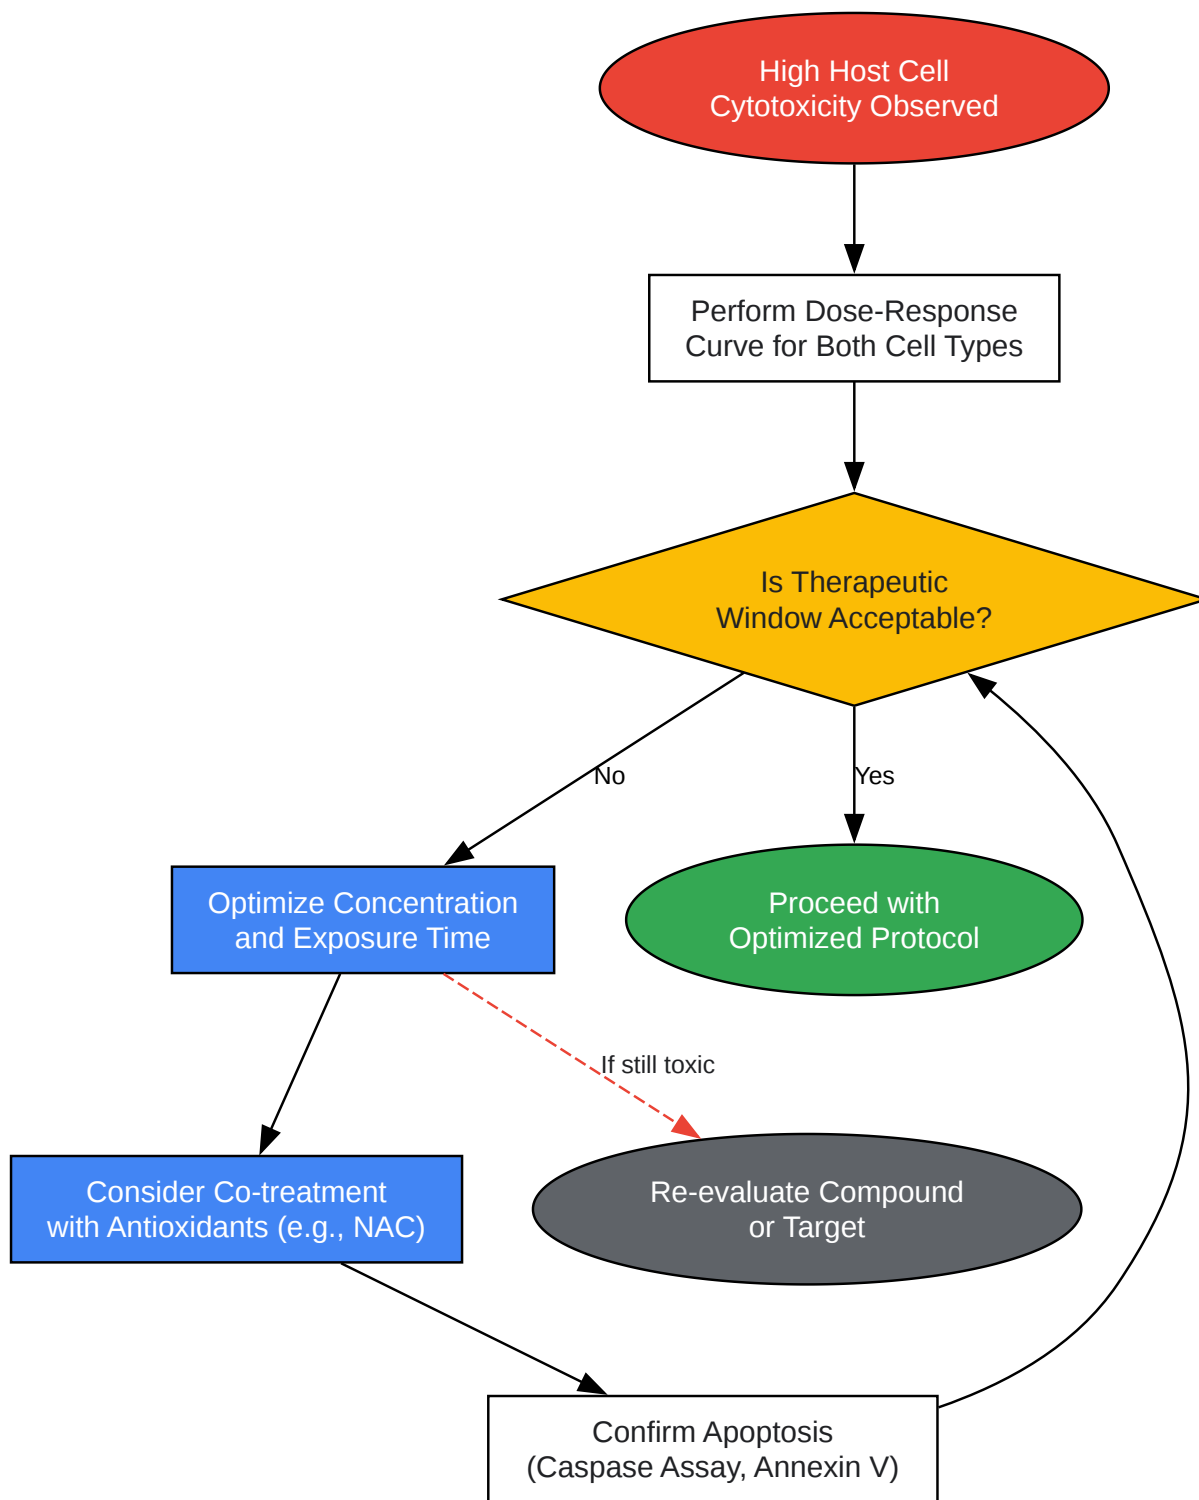 High Host Cell
Cytotoxicity Observed
Perform Dose-Response
Curve for Both Cell Types
Is Therapeutic
Window Acceptable?
No
Yes
Optimize Concentration
and Exposure Time
Proceed with
Optimized Protocol
If still toxic
Consider Co-treatment
with Antioxidants (e.g., NAC)
Re-evaluate Compound
or Target
Confirm Apoptosis
(Caspase Assay, Annexin V)